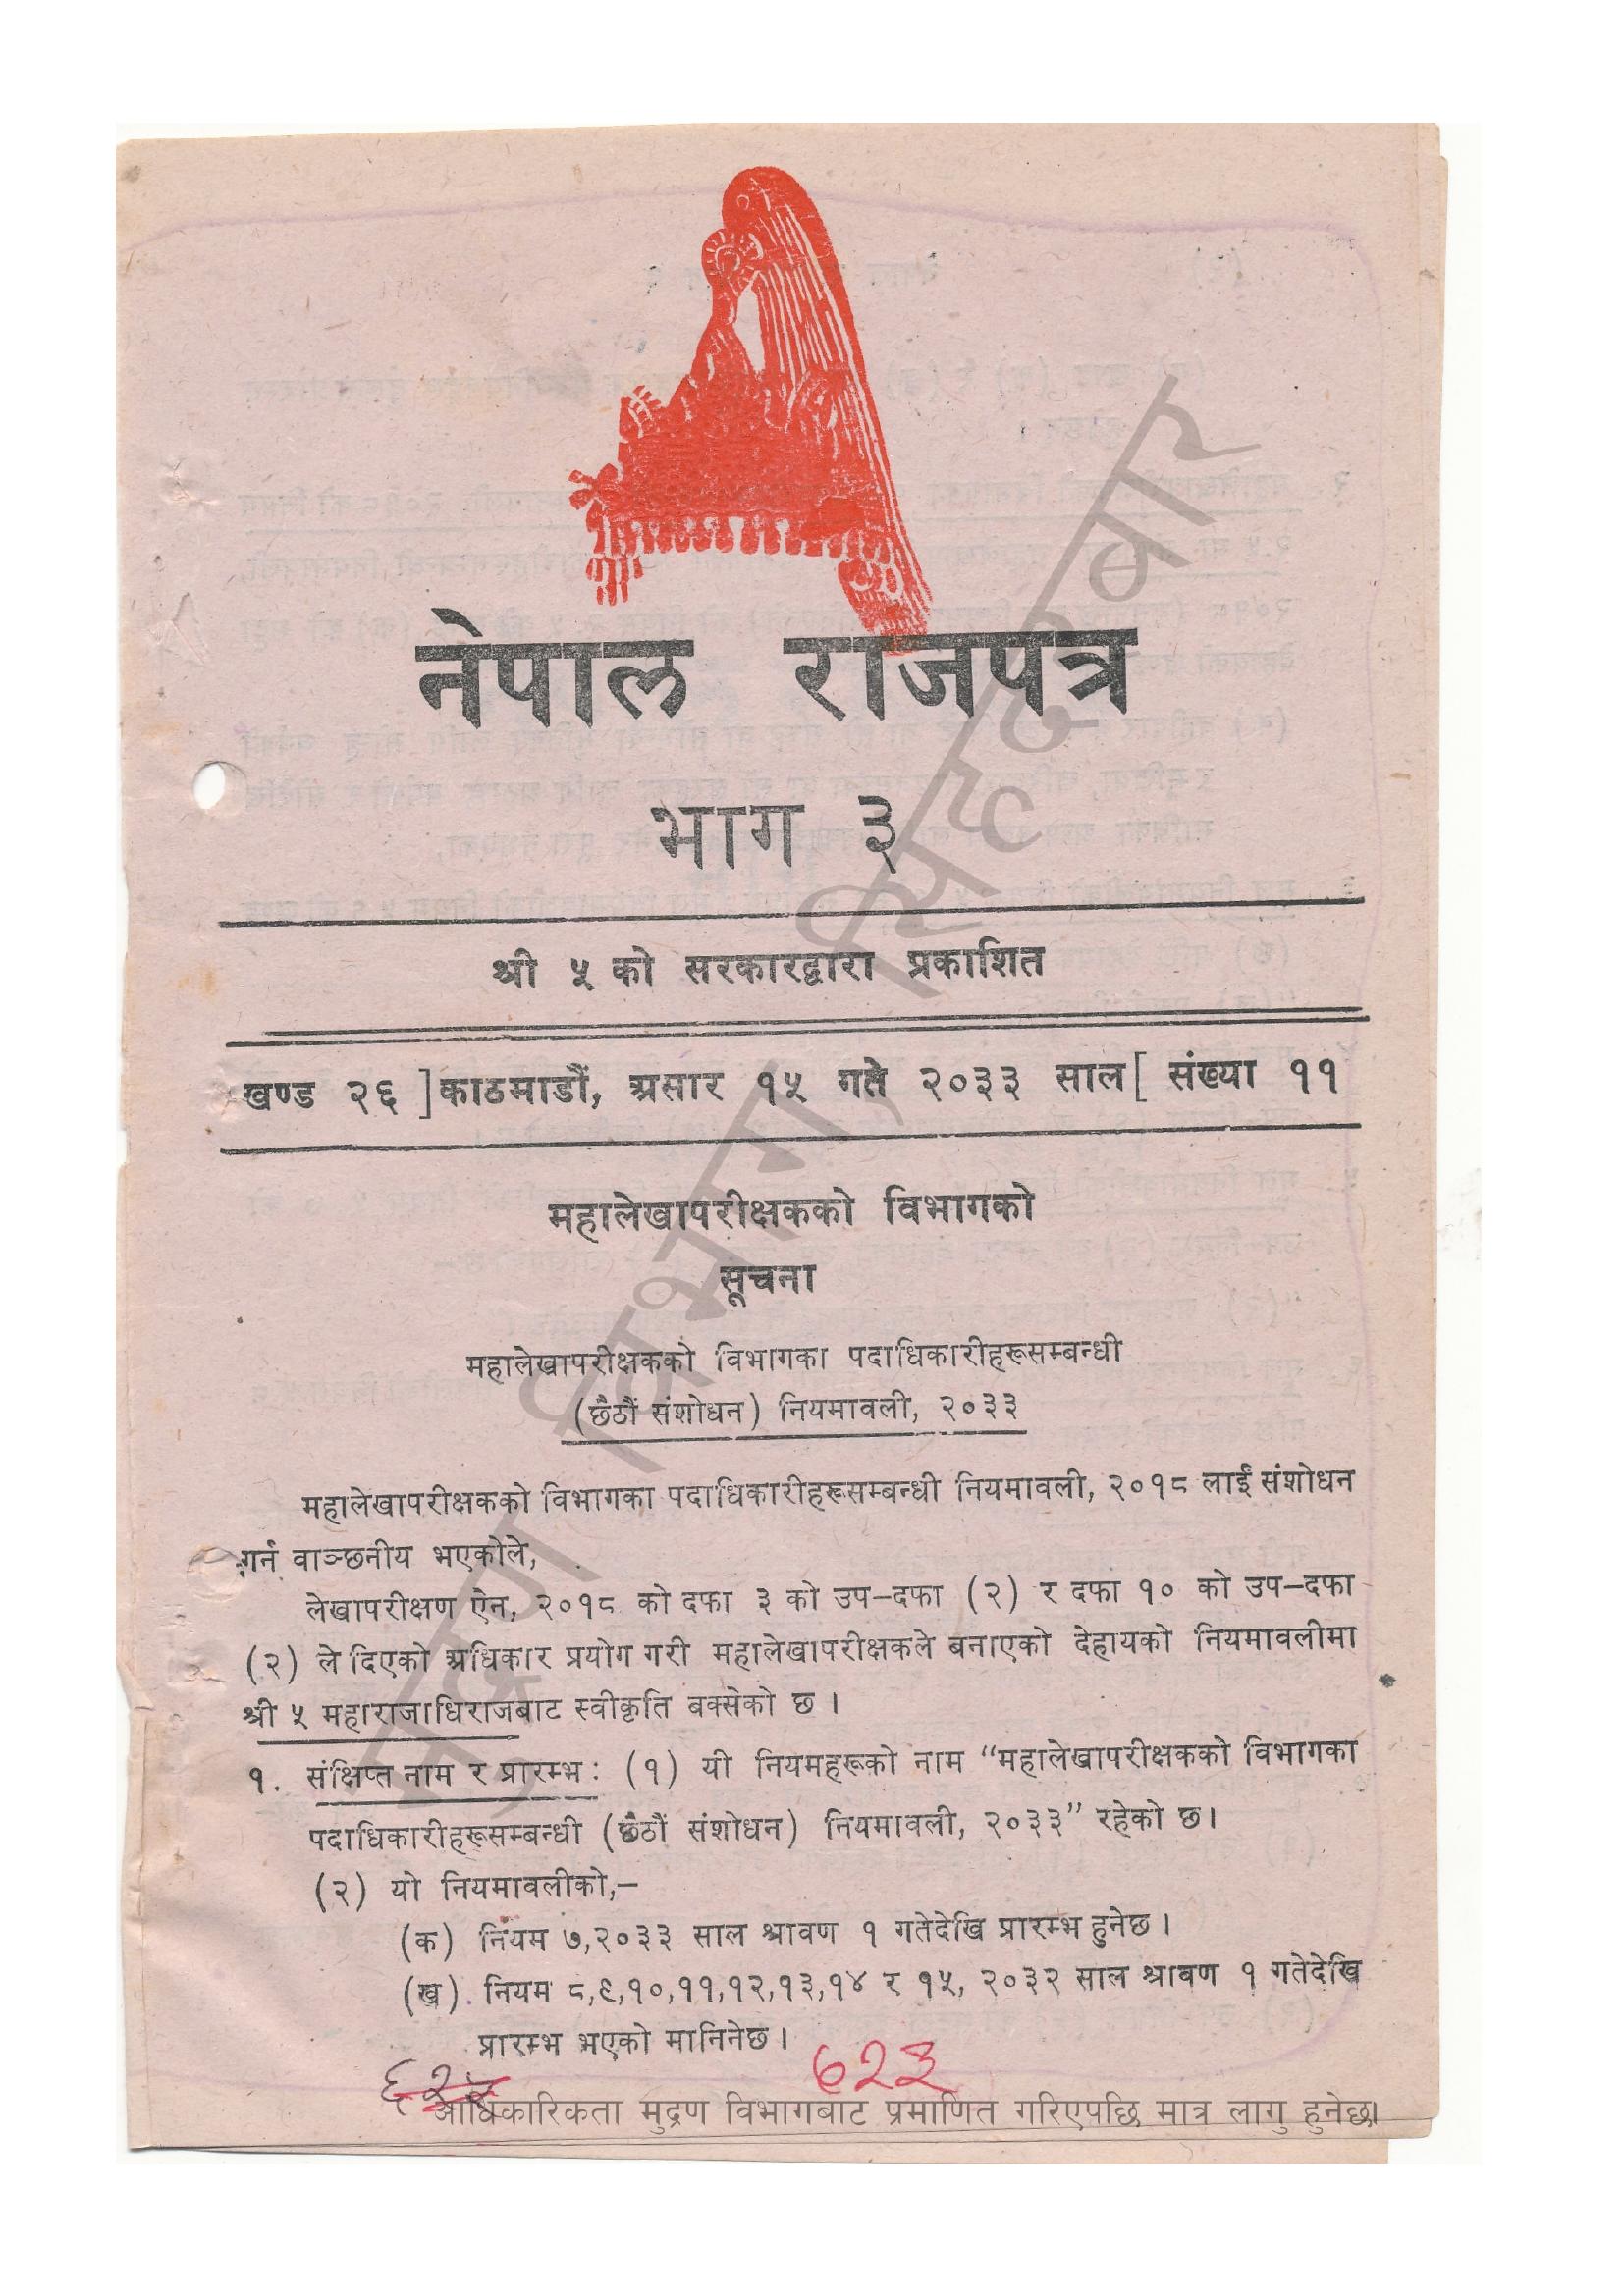 नेपाल राजपत्र
भाग ३
श्री ५ को सरकारद्वारा प्रकाशित
खण्ड २६ ] काठमाडौं, असार १५ गते २०३३ साल [ संख्या ११
महालेखापरीक्षकको विभागको
सूचना
महालेखापरीक्षकको विभागका पदाधिकारीहरूसम्बन्धी
(छैठौं संशोधन) नियमावली, २०३३
महालेखापरीक्षकको विभागका पदाधिकारीहरूसम्बन्धी नियमावली, २०१८ लाई संशोधन
गर्न वाञ्छनीय भएकोले,
लेखापरीक्षण ऐन, २०१८ को दफा ३ को उप-दफा (२) र दफा १० को उप-दफा
(२) ले दिएको अधिकार प्रयोग गरी महालेखापरीक्षकले बनाएको देहायको नियमावलीमा
श्री ५ महाराजाधिराजबाट स्वीकृति बक्सेको छ ।
१. संक्षिप्त नाम र प्रारम्भ : (१) यी नियमहरूको नाम “महालेखापरीक्षकको विभागका
पदाधिकारीहरूसम्बन्धी (छैठौं संशोधन) नियमावली, २०३३” रहेको छ।
(२) यो नियमावलीको,–
(क) नियम ७,२०३३ साल श्रावण १ गतेदेखि प्रारम्भ हुनेछ।
(ख) नियम ८,९,१०,११,१२,१३,१४ र १५, २०३२ साल श्रावण १ गतेदेखि
प्रारम्भ भएको मानिनेछ।
७२३
आधिकारिकता मुद्रण विभागबाट प्रमाणित गरिएपछि मात्र लागु हुनेछ।
मुद्रण विभाग, सिंहदरबार